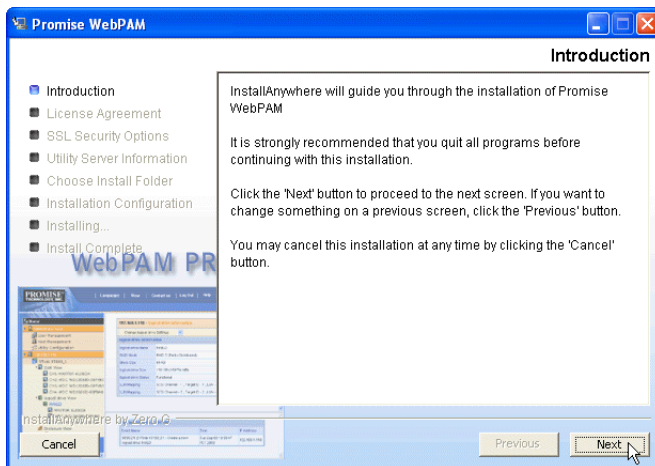 Promise WebPAM
Introduction
Introduction
License Agreement
SSL Security Options
Utility Server Information
Choose Install Folder
Installation Configuration
Installing...
Install Complete
InstallAnywhere will guide you through the installation of Promise
WebPAM
It is strongly recommended that you quit all programs before
continuing with this installation.
Click the 'Next' button to proceed to the next screen. If you want to
change something on a previous screen, click the 'Previous' button.
You may cancel this installation at any time by clicking the 'Cancel'
button.
WebPAM PR
PROMISE
InstallAnywhere by Zero G
Cancel
Previous
Next